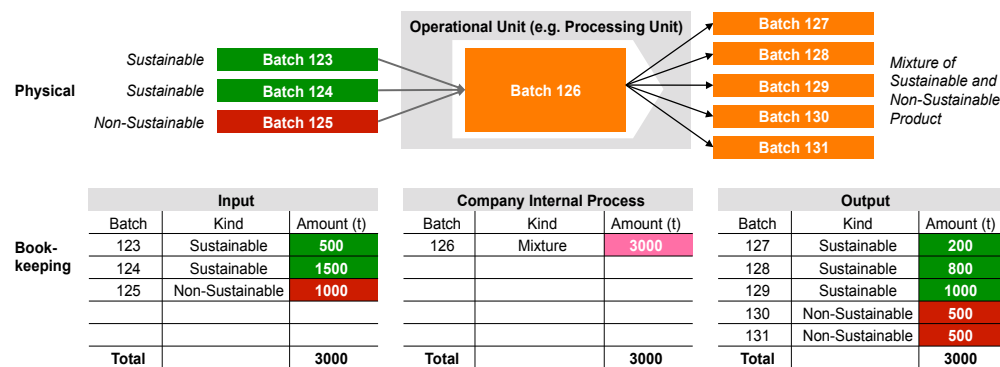 Operational Unit (e.g. Processing Unit)
Physical
Sustainable
Batch 123
Sustainable
Batch 124
Non-Sustainable
Batch 125
Batch 126
Batch 127
Batch 128
Batch 129
Batch 130
Batch 131
Mixture of
Sustainable and
Non-Sustainable
Product
Book-
keeping
Input
Batch Kind Amount (t)
123 Sustainable 500
124 Sustainable 1500
125 Non-Sustainable 1000
Total 3000
Company Internal Process
Batch Kind Amount (t)
126 Mixture 3000
3000
Output
Batch Kind Amount (t)
127 Sustainable 200
128 Sustainable 800
129 Sustainable 1000
130 Non-Sustainable 500
131 Non-Sustainable 500
Total 3000